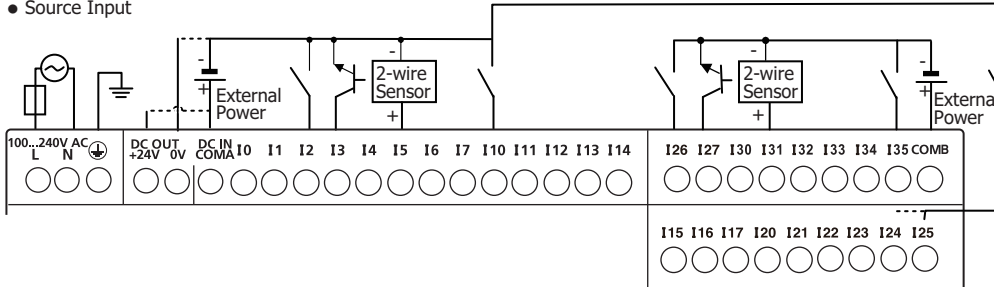 ● Source Input
- + External Power
- 2-wire Sensor +
- 2-wire Sensor +
- + Externa
Power
100...240V AC L N
DC OUT +24V 0V
DC IN COMA I0 I1 I2 I3 I4 I5 I6 I7 I10 I11 I12 I13 I14
I26 I27 I30 I31 I32 I33 I34 I35 COMB
I15 I16 I17 I20 I21 I22 I23 I24 I25